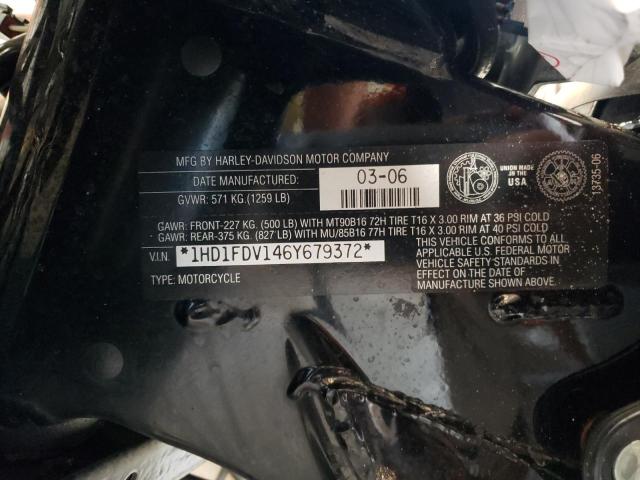 MFG BY HARLEY-DAVIDSON MOTOR COMPANY
DATE MANUFACTURED: 03-06
GVWR: 571 KG.(1259 LB)
UNION MADE
IN THE
USA
13735-06
GAWR: FRONT-227 KG. (500 LB) WITH MT90B16 72H TIRE T16 X 3.00 RIM AT 36 PSI COLD
GAWR: REAR-375 KG. (827 LB) WITH MU/85B16 77H TIRE T16 X 3.00 RIM AT 40 PSI COLD
V.I.N. *1HD1FDV146Y679372*
TYPE: MOTORCYCLE
THIS VEHICLE CONFORMS TO ALL APPLICABLE
U.S. FEDERAL MOTOR
VEHICLE SAFETY STANDARDS
IN EFFECT ON THE DATE OF
MANUFACTURE SHOWN ABOVE.